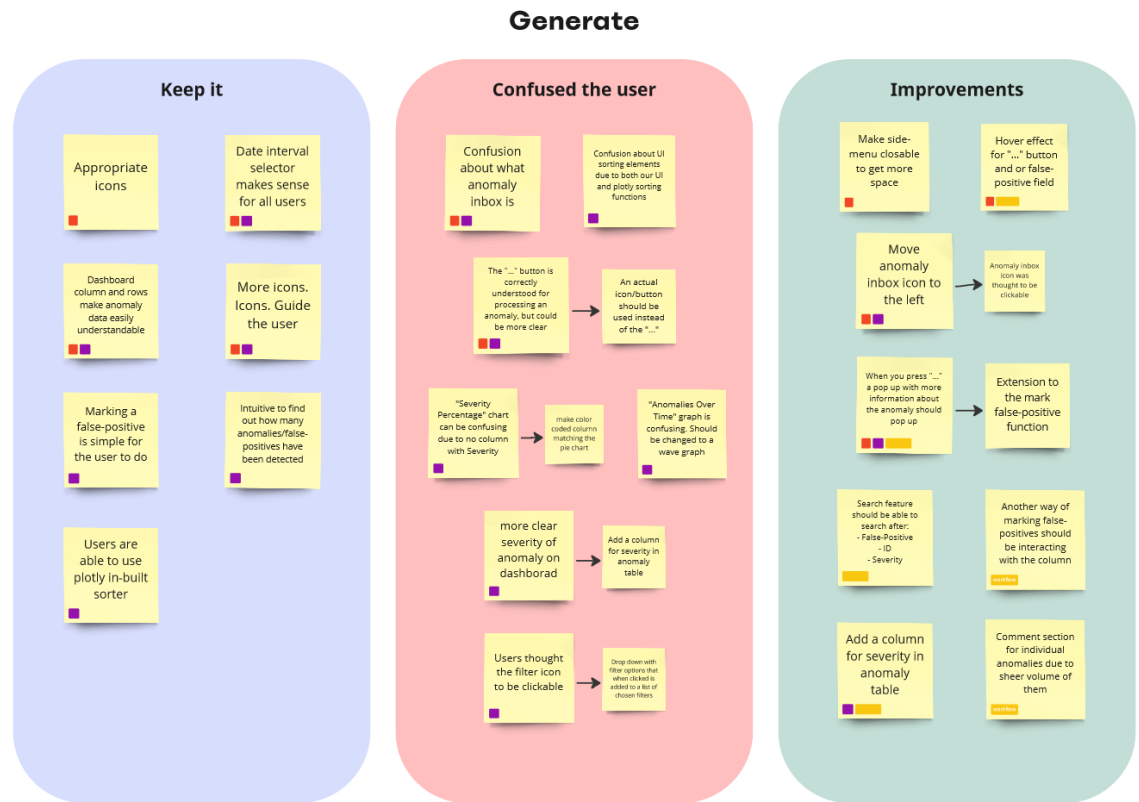 Generate
Keep it
Appropriate
icons
Date interval
selector
makes sense
for all users
Dashboard
column and rows
make anomaly
data easily
understandable
More icons.
Icons. Guide
the user
Marking a
false-positive
is simple for
the user to do
Intuitive to find
out how many
anomalies/false-
positives have
been detected
Users are
able to use
plotly in-built
sorter
Confused the user
Confusion
about what
anomaly
inbox is
Confusion about UI
sorting elements
due to both our UI
and plotly sorting
functions
The "..." button is
correctly
understood for
processing an
anomaly, but could
be more clear
An actual
icon/button
should be
used instead
of the "..."
"Severity
Percentage" chart
can be confusing
due to no column
with Severity
make color
coded column
matching the
pie chart
"Anomalies Over
Time" graph is
confusing. Should
be changed to a
wave graph
more clear
severity of
anomaly on
dashborad
Add a column
for severity in
anomaly
table
Users thought
the filter icon
to be clickable
Drop down with
filter options that
when clicked is
added to a list of
chosen filters
Improvements
Make side-
menu closable
to get more
space
Hover effect
for "..." button
and or false-
positive field
Move
anomaly
inbox icon to
the left
Anomaly inbox
icon was
thought to be
clickable
When you press "..."
a pop up with more
information about
the anomaly should
pop up
Extension to
the mark
false-positive
function
Search feature
should be able to
search after:
- False-Positive
- ID
- Severity
Another way of
marking false-
positives should
be interacting
with the column
workflow
Add a column
for severity in
anomaly
table
Comment section
for individual
anomalies due to
sheer volume of
them
workflow